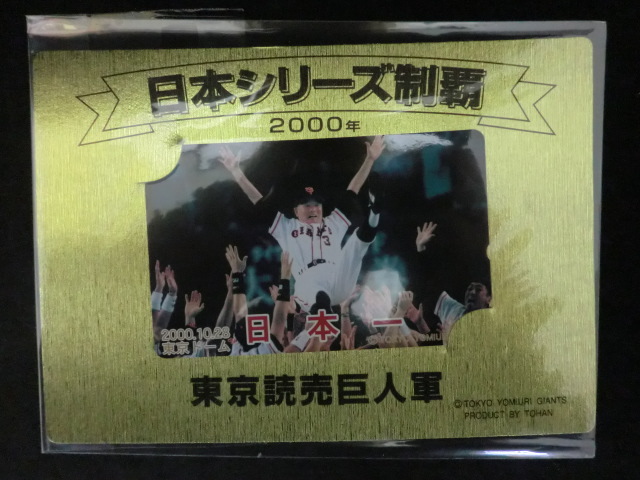 日本シリーズ制覇
2000年
GIANTS
3
2000.10.28
東京ドーム
日本一
東京読売巨人軍
©TOKYO YOMIURI GIANTS
PRODUCT BY TOHAN